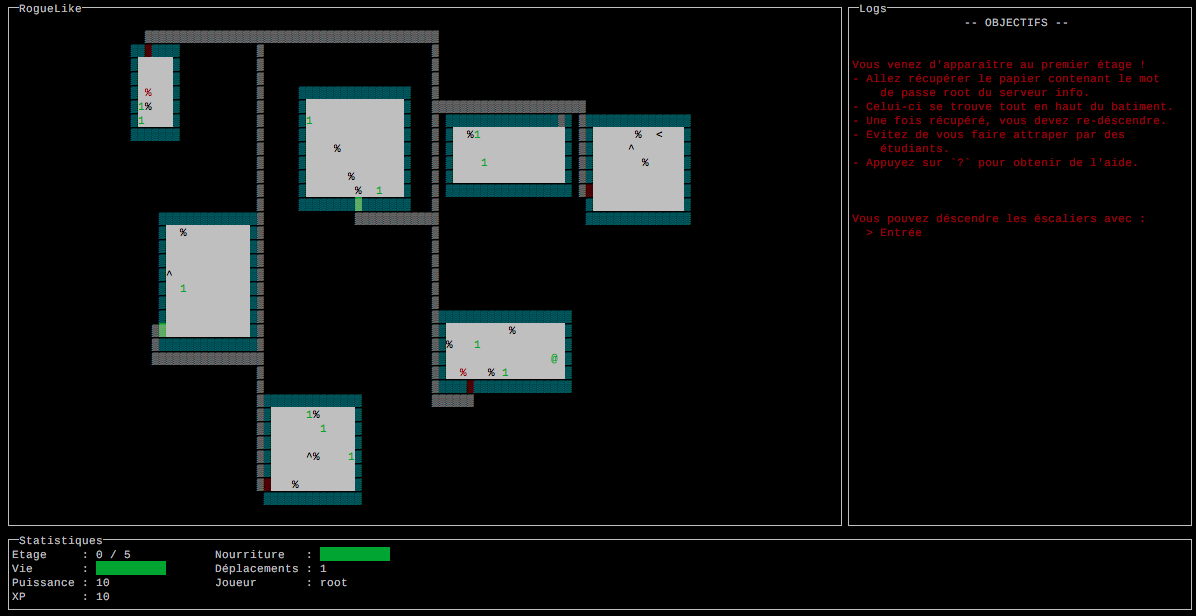 RogueLike
Logs
-- OBJECTIFS --
Vous venez d'apparaître au premier étage !
- Allez récupérer le papier contenant le mot
de passe root du serveur info.
- Celui-ci se trouve tout en haut du batiment.
- Une fois récupéré, vous devez re-déscendre.
- Evitez de vous faire attraper par des
étudiants.
- Appuyez sur `?` pour obtenir de l'aide.
Vous pouvez déscendre les éscaliers avec :
> Entrée
%
1%
1
1
%
%
% 1
%1
1
% <
^
%
%
^
1
%
% 1
@
% % 1
1%
1
^% 1
%
Statistiques
Etage : 0 / 5 Nourriture :
Vie : Déplacements : 1
Puissance : 10 Joueur : root
XP : 10